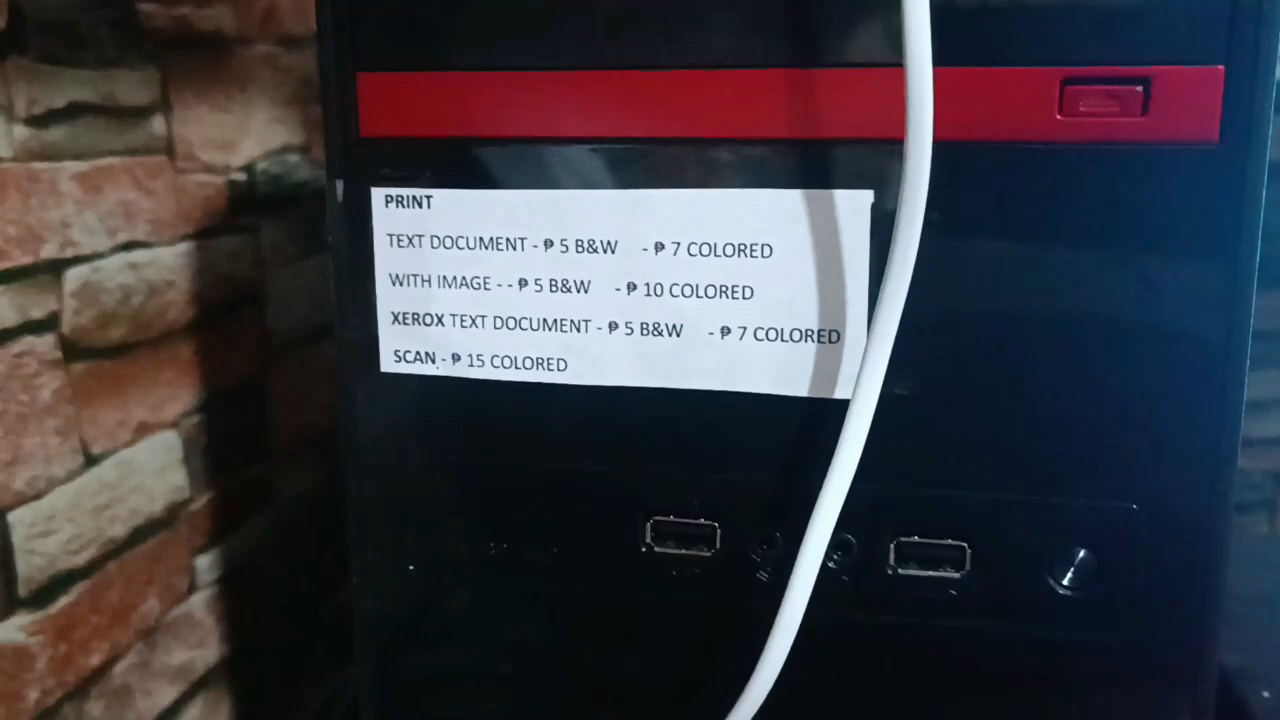 PRINT
TEXT DOCUMENT - ₱ 5 B&W - ₱ 7 COLORED
WITH IMAGE - - ₱ 5 B&W - ₱ 10 COLORED
XEROX TEXT DOCUMENT - ₱ 5 B&W - ₱ 7 COLORED
SCAN - ₱ 15 COLORED